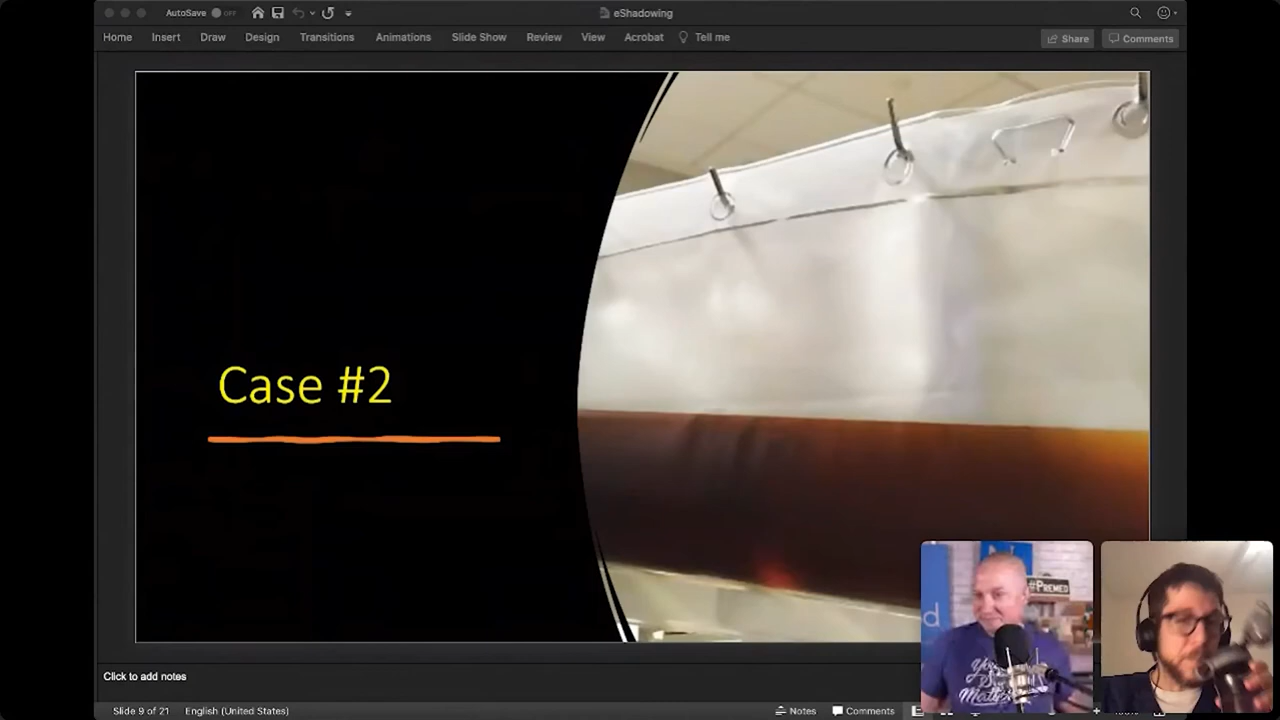 AutoSave OFF
eShadowing
Home Insert Draw Design Transitions Animations Slide Show Review View Acrobat Tell me
Share Comments
Case #2
#PREMED
Click to add notes
Slide 9 of 21 English (United States)
Notes Comments